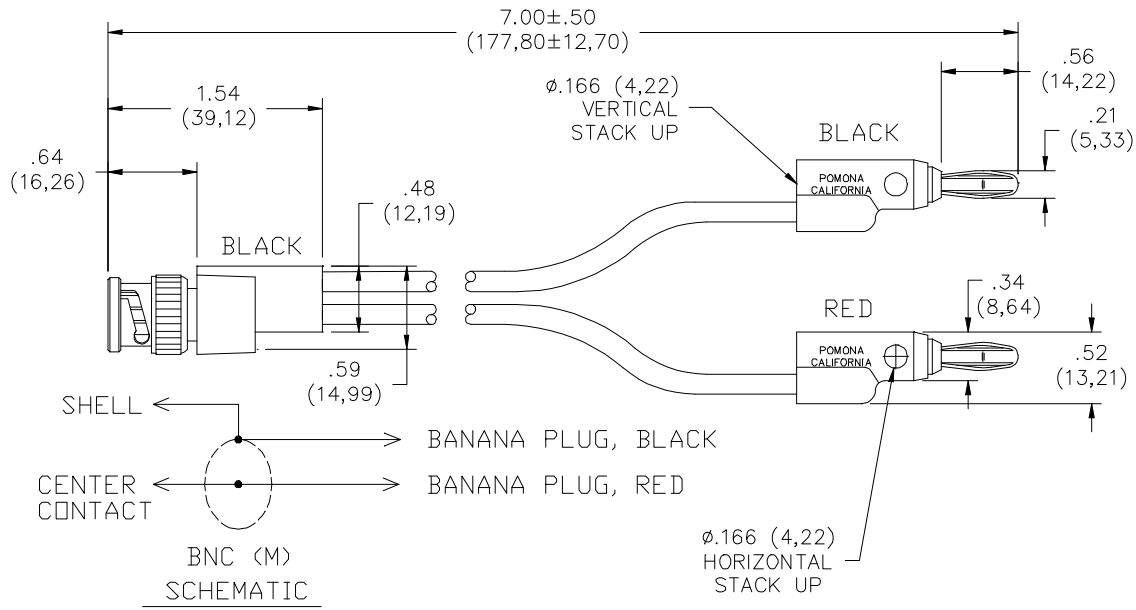 7.00±.50
(177,80±12,70)
.56
(14,22)
1.54
(39,12)
ø.166 (4,22)
VERTICAL
STACK UP
BLACK
.21
(5,33)
.64
(16,26)
POMONA
CALIFORNIA
.48
(12,19)
BLACK
.34
(8,64)
RED
POMONA
CALIFORNIA
.52
(13,21)
.59
(14,99)
SHELL
BANANA PLUG, BLACK
CENTER
CONTACT
BANANA PLUG, RED
BNC (M)
SCHEMATIC
ø.166 (4,22)
HORIZONTAL
STACK UP